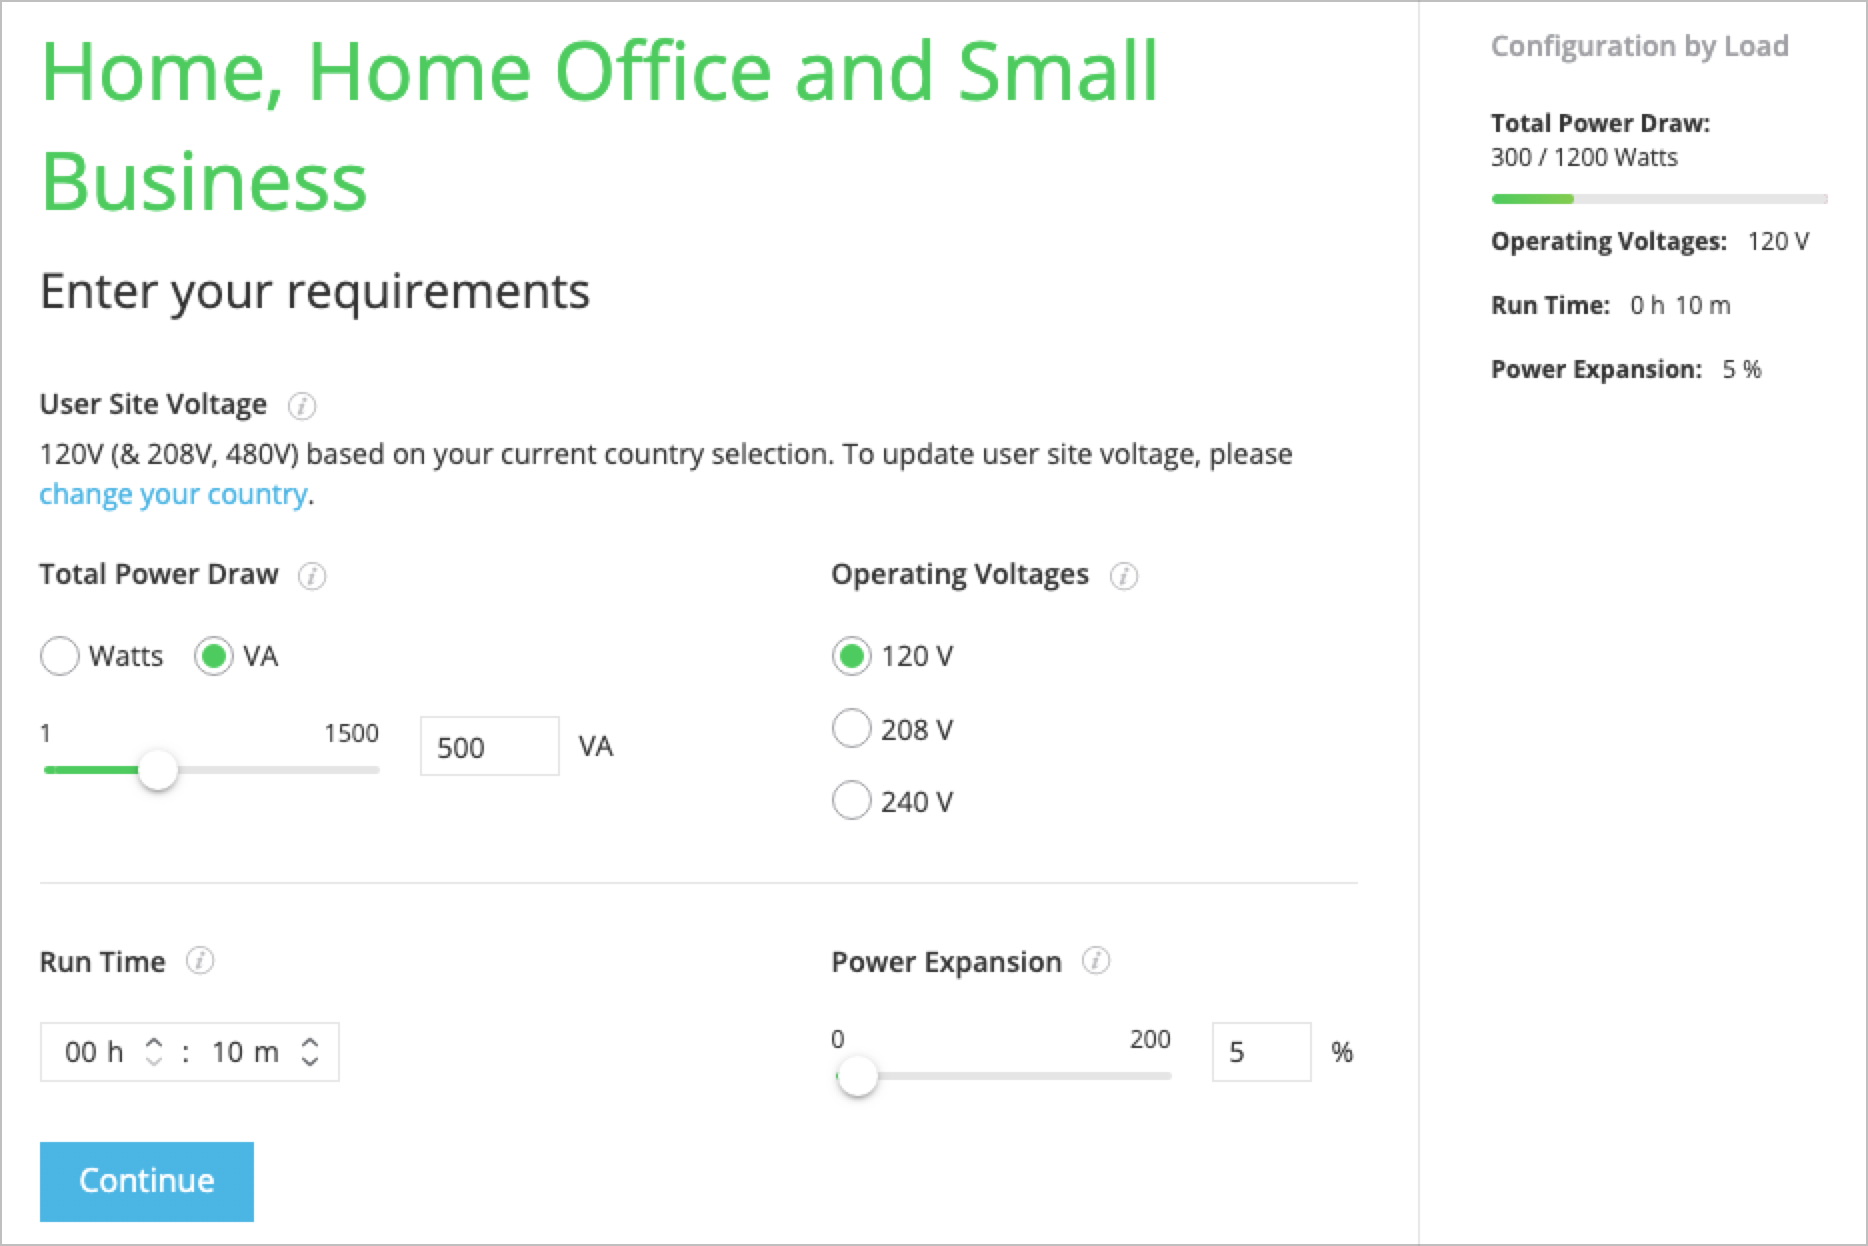 Home, Home Office and Small
Business
Enter your requirements
User Site Voltage i
120V (& 208V, 480V) based on your current country selection. To update user site voltage, please
change your country.
Total Power Draw i
Watts VA
1 1500
500 VA
Operating Voltages i
120 V
208 V
240 V
Run Time i
00 h : 10 m
Power Expansion i
0 200
5 %
Continue
Configuration by Load
Total Power Draw:
300 / 1200 Watts
Operating Voltages: 120 V
Run Time: 0 h 10 m
Power Expansion: 5 %